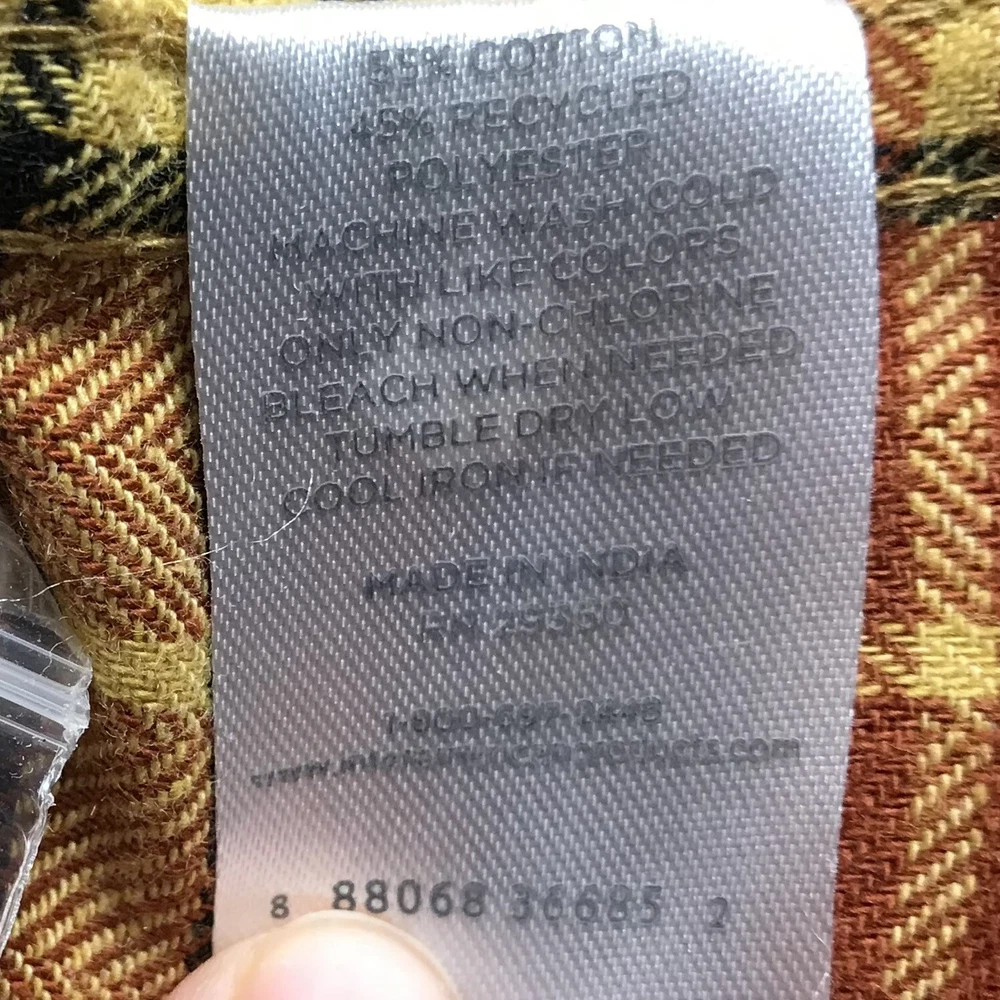 55% COTTON
45% RECYCLED
POLYESTER
MACHINE WASH COLD
WITH LIKE COLORS
ONLY NON-CHLORINE
BLEACH WHEN NEEDED
TUMBLE DRY LOW
COOL IRON IF NEEDED
MADE IN INDIA
RN
8 88068 36685 2